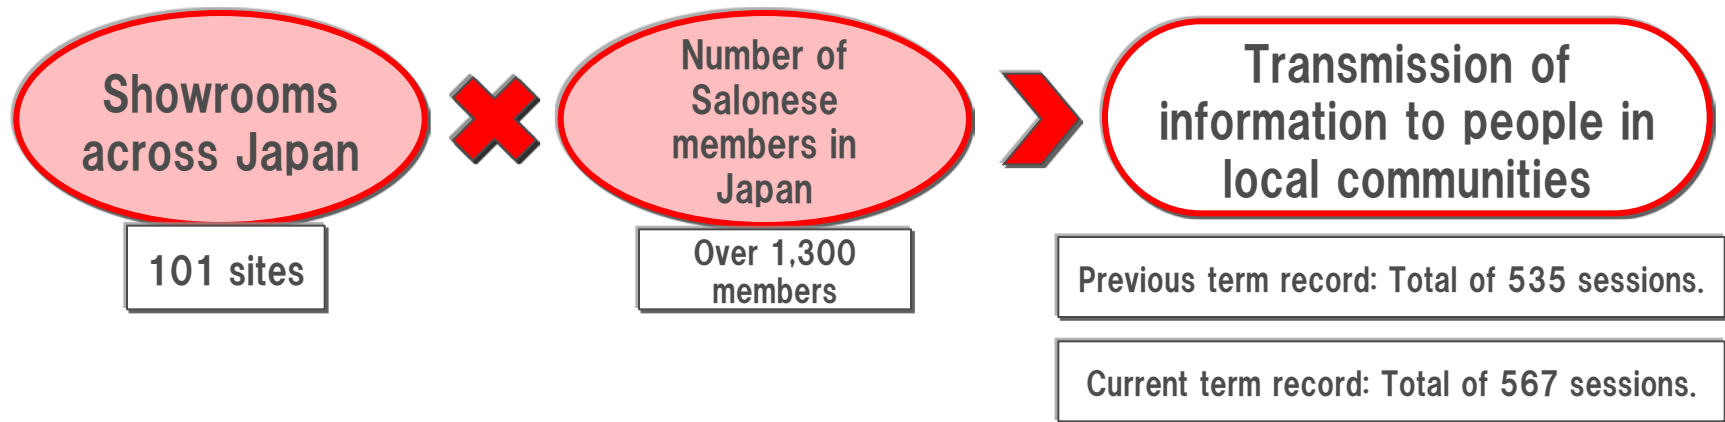 Showrooms
across Japan
101 sites
Number of
Salonese
members in
Japan
Over 1,300
members
Transmission of
information to people in
local communities
Previous term record: Total of 535 sessions.
Current term record: Total of 567 sessions.